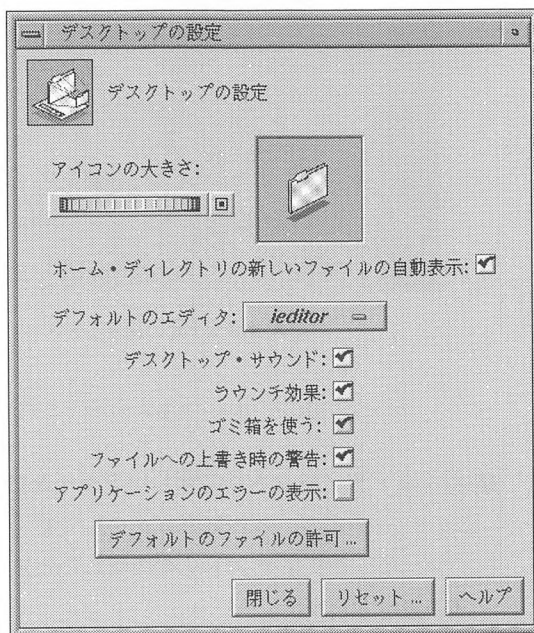 デスクトップの設定
デスクトップの設定
アイコンの大きさ:
ホーム・ディレクトリの新しいファイルの自動表示:
デフォルトのエディタ: ieditor
デスクトップ・サウンド:
ラウンチ効果:
ゴミ箱を使う:
ファイルへの上書き時の警告:
アプリケーションのエラーの表示:
デフォルトのファイルの許可...
閉じる リセット... ヘルプ